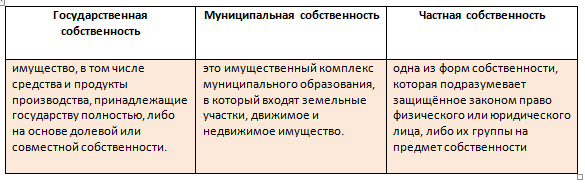 Государственная
собственность
Муниципальная собственность
Частная собственность
имущество, в том числе
средства и продукты
производства, принадлежащие
государству полностью, либо
на основе долевой или
совместной собственности.
это имущественный комплекс
муниципального образования,
в который входят земельные
участки, движимое и
недвижимое имущество.
одна из форм собственности,
которая подразумевает
защищённое законом право
физического или юридического
лица, либо их группы на
предмет собственности